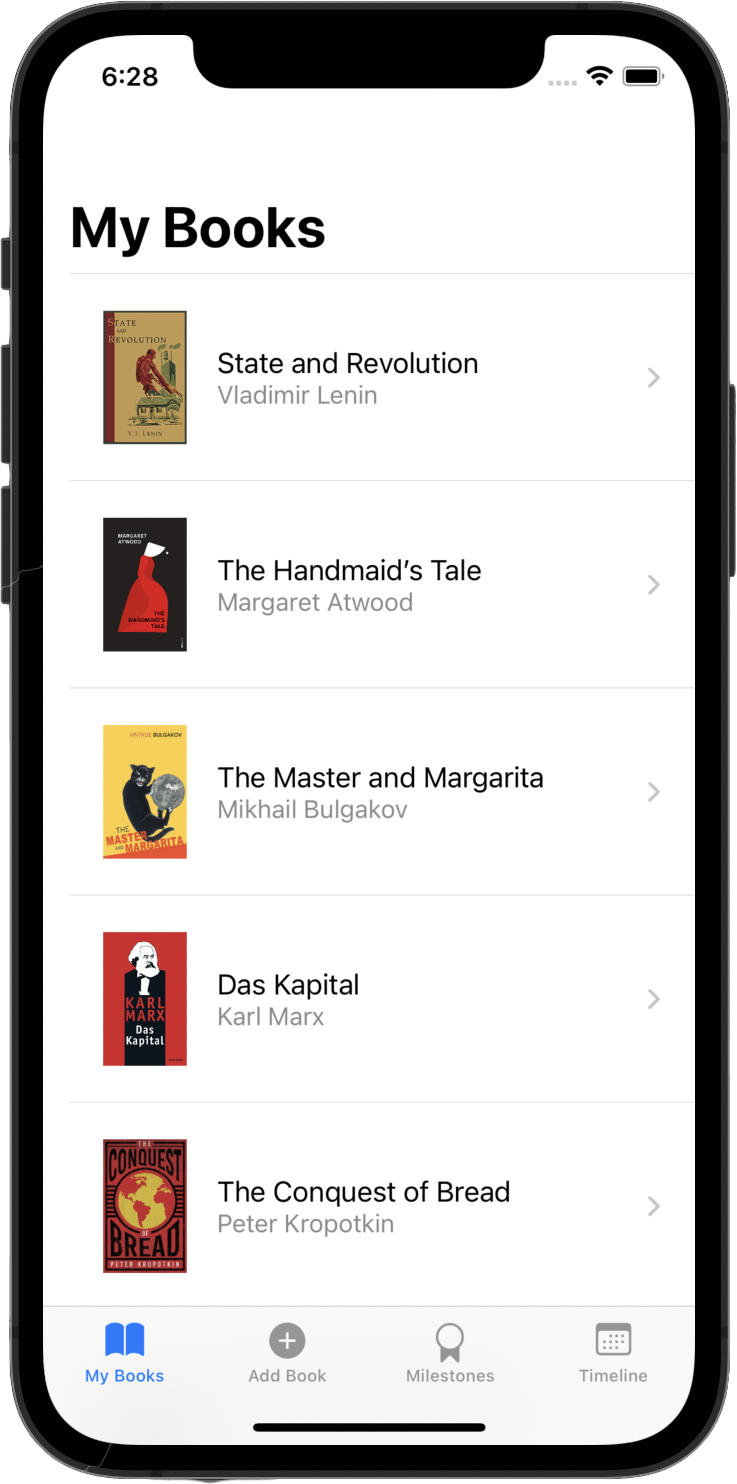 6:28
My Books
STATE
AND
REVOLUTION
V.I. LENIN
State and Revolution
Vladimir Lenin
MARGARET
ATWOOD
THE
HANDMAID'S
TALE
The Handmaid’s Tale
Margaret Atwood
VINTAGE BULGAKOV
THE
MASTER
AND MARGARITA
The Master and Margarita
Mikhail Bulgakov
KARL
MARX
Das
Kapital
Das Kapital
Karl Marx
THE
CONQUEST
OF
BREAD
PETER KROPOTKIN
The Conquest of Bread
Peter Kropotkin
My Books
Add Book
Milestones
Timeline